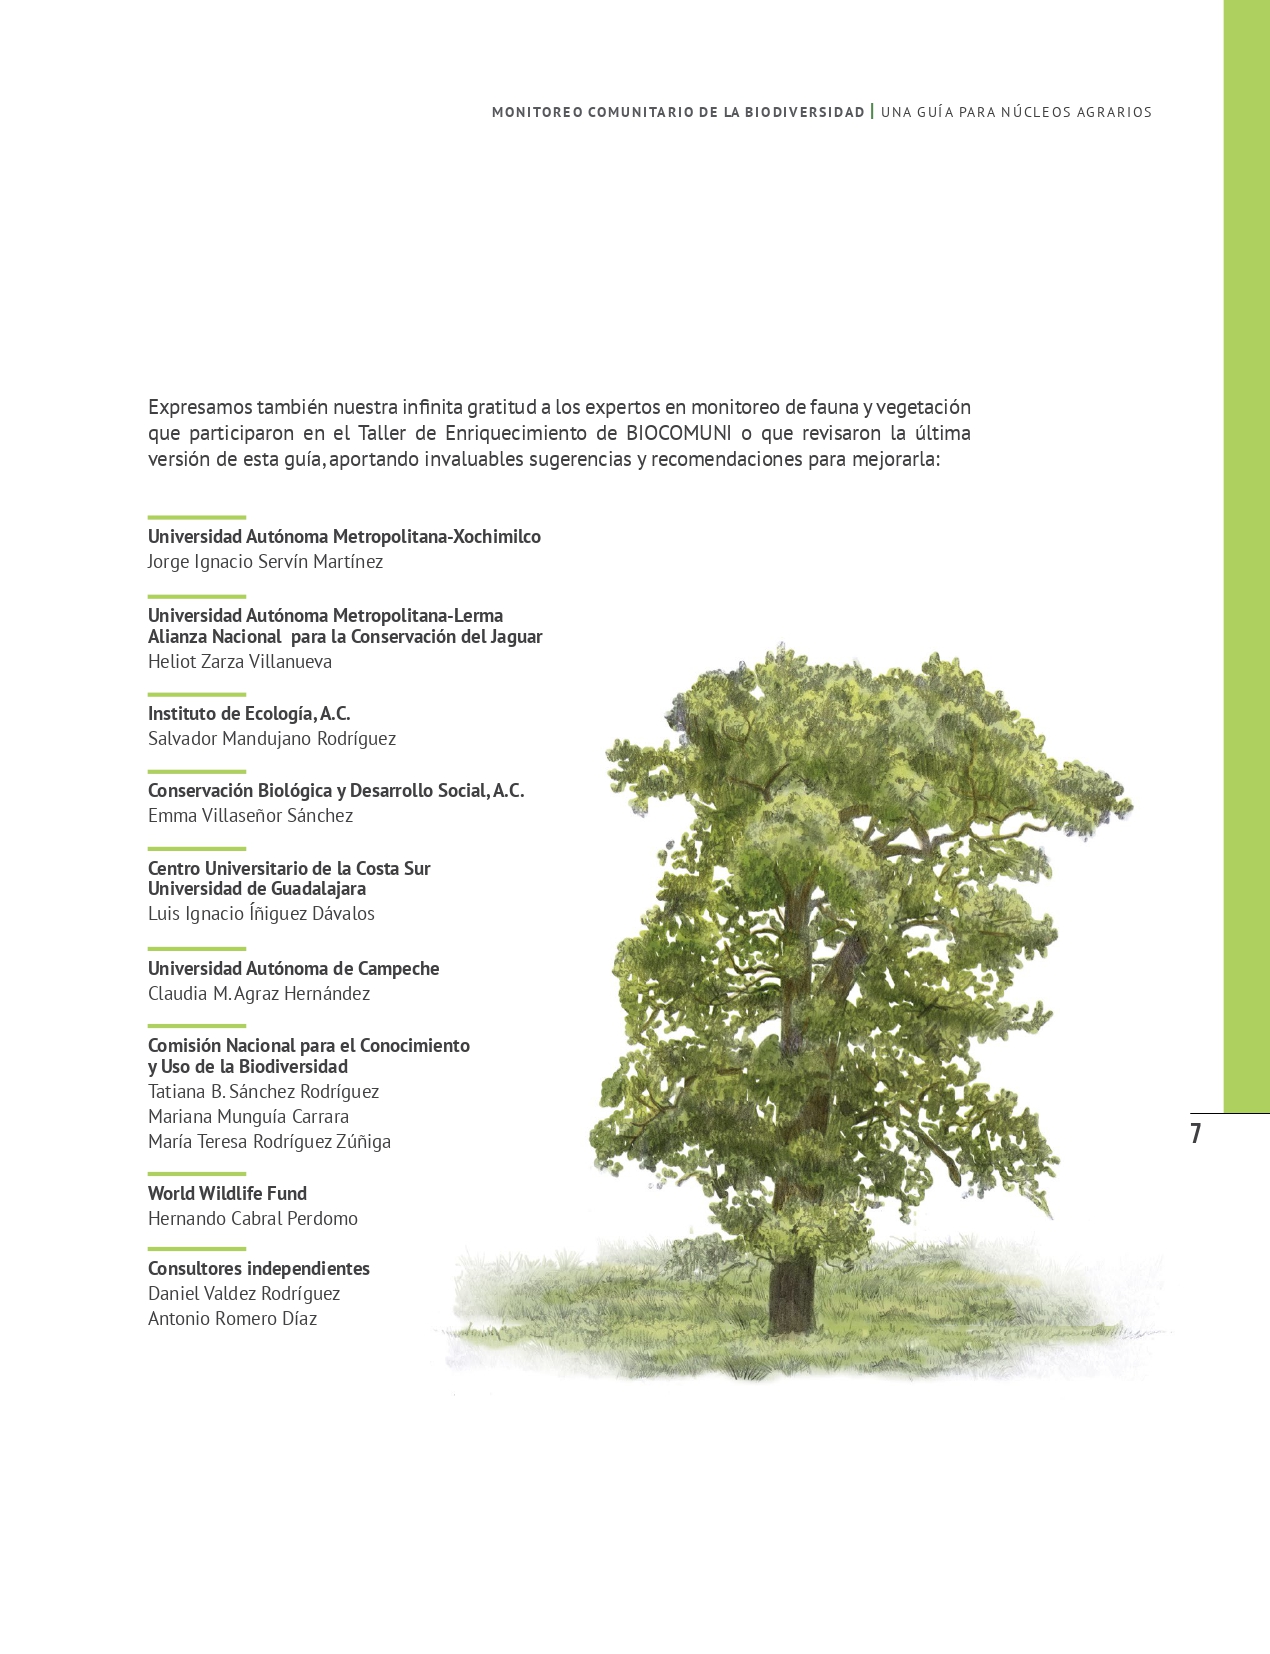 MONITOREO COMUNITARIO DE LA BIODIVERSIDAD | UNA GUÍA PARA NÚCLEOS AGRARIOS
Expresamos también nuestra infinita gratitud a los expertos en monitoreo de fauna y vegetación
que participaron en el Taller de Enriquecimiento de BIOCOMUNI o que revisaron la última
versión de esta guía, aportando invaluables sugerencias y recomendaciones para mejorarla:
Universidad Autónoma Metropolitana-Xochimilco
Jorge Ignacio Servín Martínez
Universidad Autónoma Metropolitana-Lerma
Alianza Nacional para la Conservación del Jaguar
Heliot Zarza Villanueva
Instituto de Ecología, A.C.
Salvador Mandujano Rodríguez
Conservación Biológica y Desarrollo Social, A.C.
Emma Villaseñor Sánchez
Centro Universitario de la Costa Sur
Universidad de Guadalajara
Luis Ignacio Íñiguez Dávalos
Universidad Autónoma de Campeche
Claudia M. Agraz Hernández
Comisión Nacional para el Conocimiento
y Uso de la Biodiversidad
Tatiana B. Sánchez Rodríguez
Mariana Munguía Carrara
María Teresa Rodríguez Zúñiga
World Wildlife Fund
Hernando Cabral Perdomo
Consultores independientes
Daniel Valdez Rodríguez
Antonio Romero Díaz
7